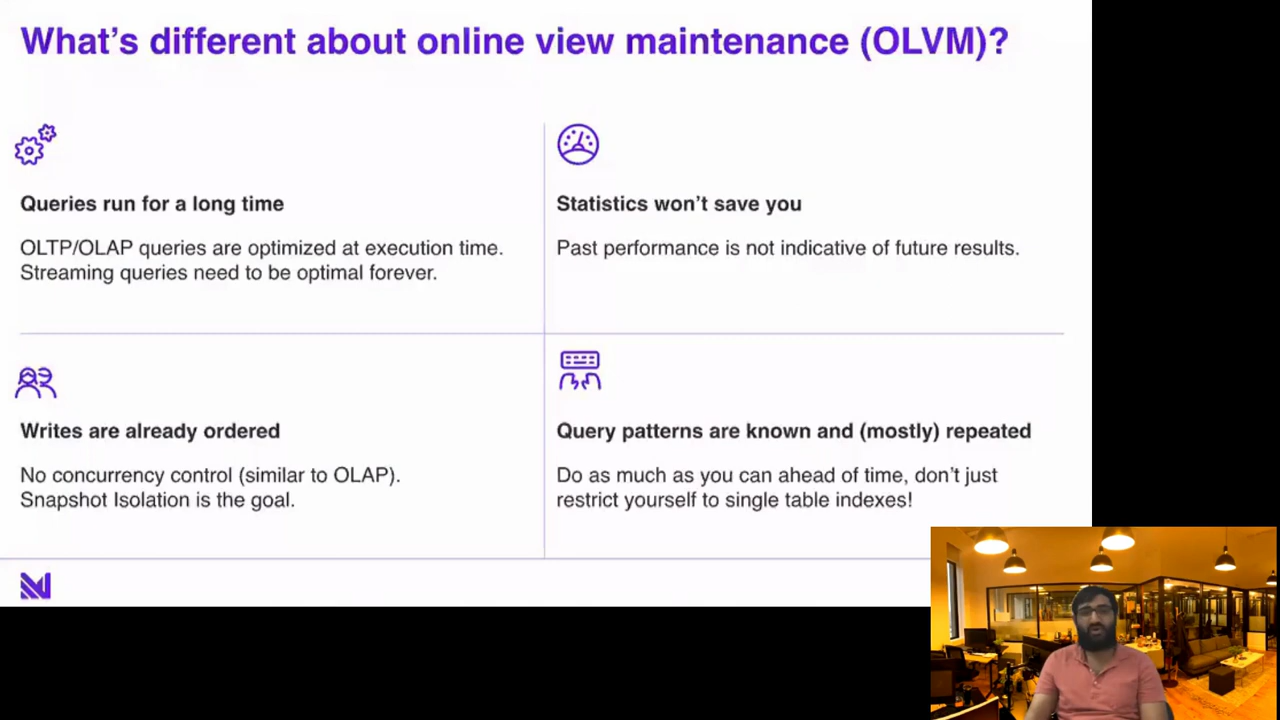 What's different about online view maintenance (OLVM)?
Queries run for a long time
OLTP/OLAP queries are optimized at execution time.
Streaming queries need to be optimal forever.
Statistics won't save you
Past performance is not indicative of future results.
Writes are already ordered
No concurrency control (similar to OLAP).
Snapshot Isolation is the goal.
Query patterns are known and (mostly) repeated
Do as much as you can ahead of time, don't just
restrict yourself to single table indexes!